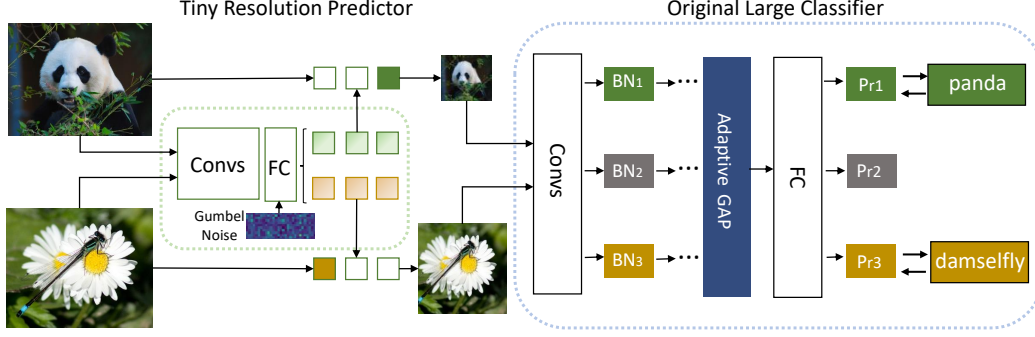 Tiny Resolution Predictor
Original Large Classifier
Convs
FC
Gumbel
Noise
Convs
BN1
BN2
BN3
...
...
...
Adaptive GAP
FC
Pr1
Pr2
Pr3
panda
damselfly